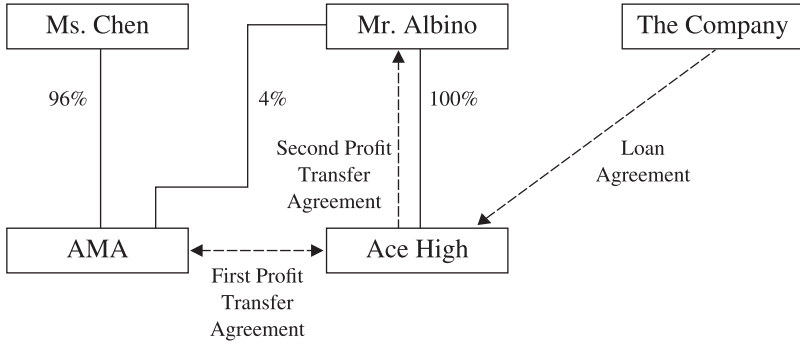 Ms. Chen
Mr. Albino
The Company
96%
4%
100%
Second Profit
Transfer
Agreement
Loan
Agreement
AMA
Ace High
First Profit
Transfer
Agreement